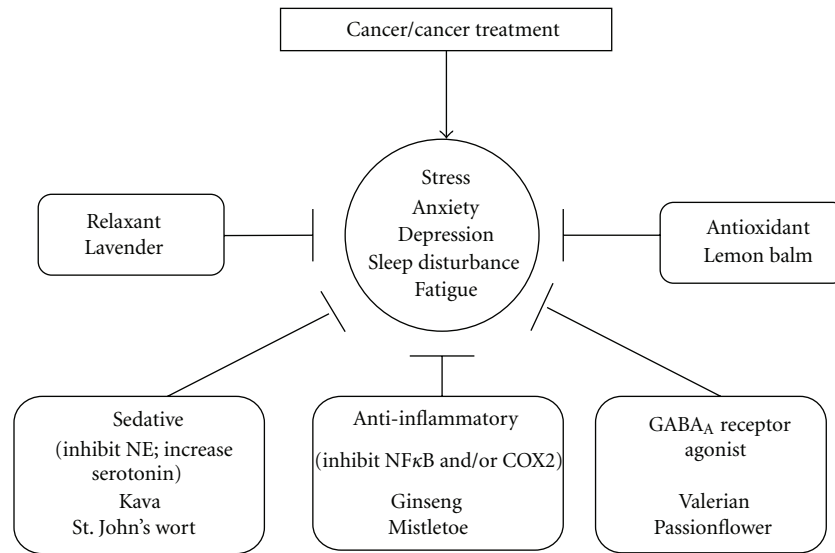 Cancer/cancer treatment
Stress
Anxiety
Depression
Sleep disturbance
Fatigue
Relaxant
Lavender
Antioxidant
Lemon balm
Sedative
(inhibit NE; increase
serotonin)
Kava
St. John's wort
Anti-inflammatory
(inhibit NFκB and/or COX2)
Ginseng
Mistletoe
GABA_A receptor
agonist
Valerian
Passionflower